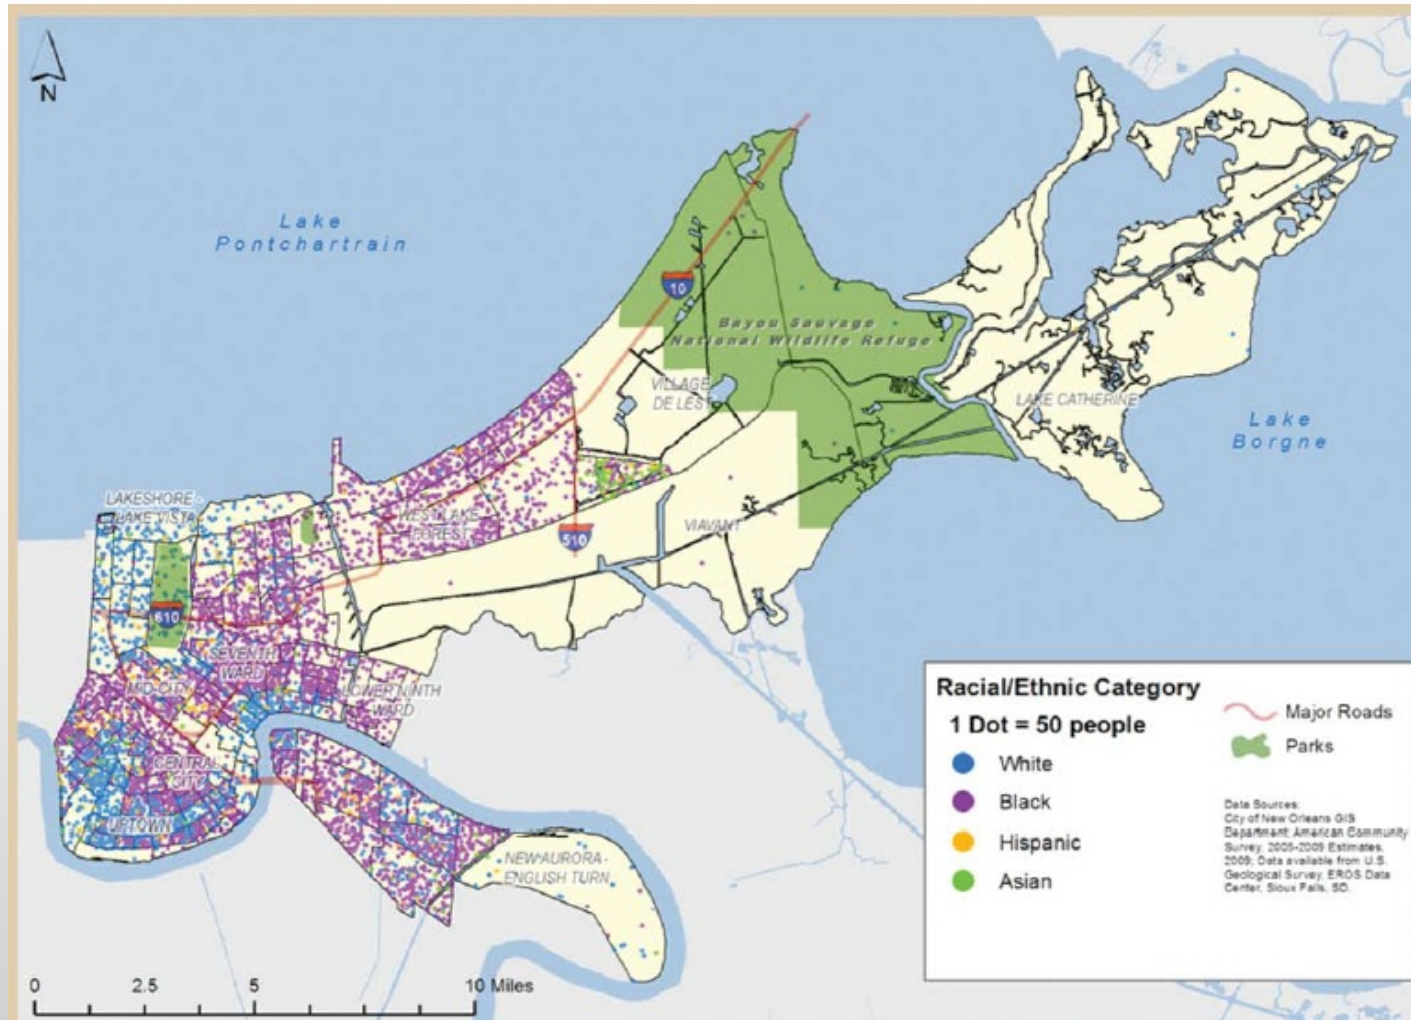 N
Lake
Pontchartrain
10
Bayou Sauvage
National Wildlife Refuge
VILLAGE
DE LEST
LAKE CATHERINE
Lake
Borgne
LAKESHORE -
LAKE VISTA
WEST LAKE
FOREST
510
VIAVANT
610
SEVENTH
WARD
MID-CITY
LOWER NINTH
WARD
CENTRAL
CITY
UPTOWN
NEW AURORA -
ENGLISH TURN
0 2.5 5 10 Miles
Racial/Ethnic Category
1 Dot = 50 people
White
Black
Hispanic
Asian
Major Roads
Parks
Data Sources:
City of New Orleans GIS
Department; American Community
Survey, 2005-2009 Estimates,
2009; Data available from U.S.
Geological Survey, EROS Data
Center, Sioux Falls, SD.